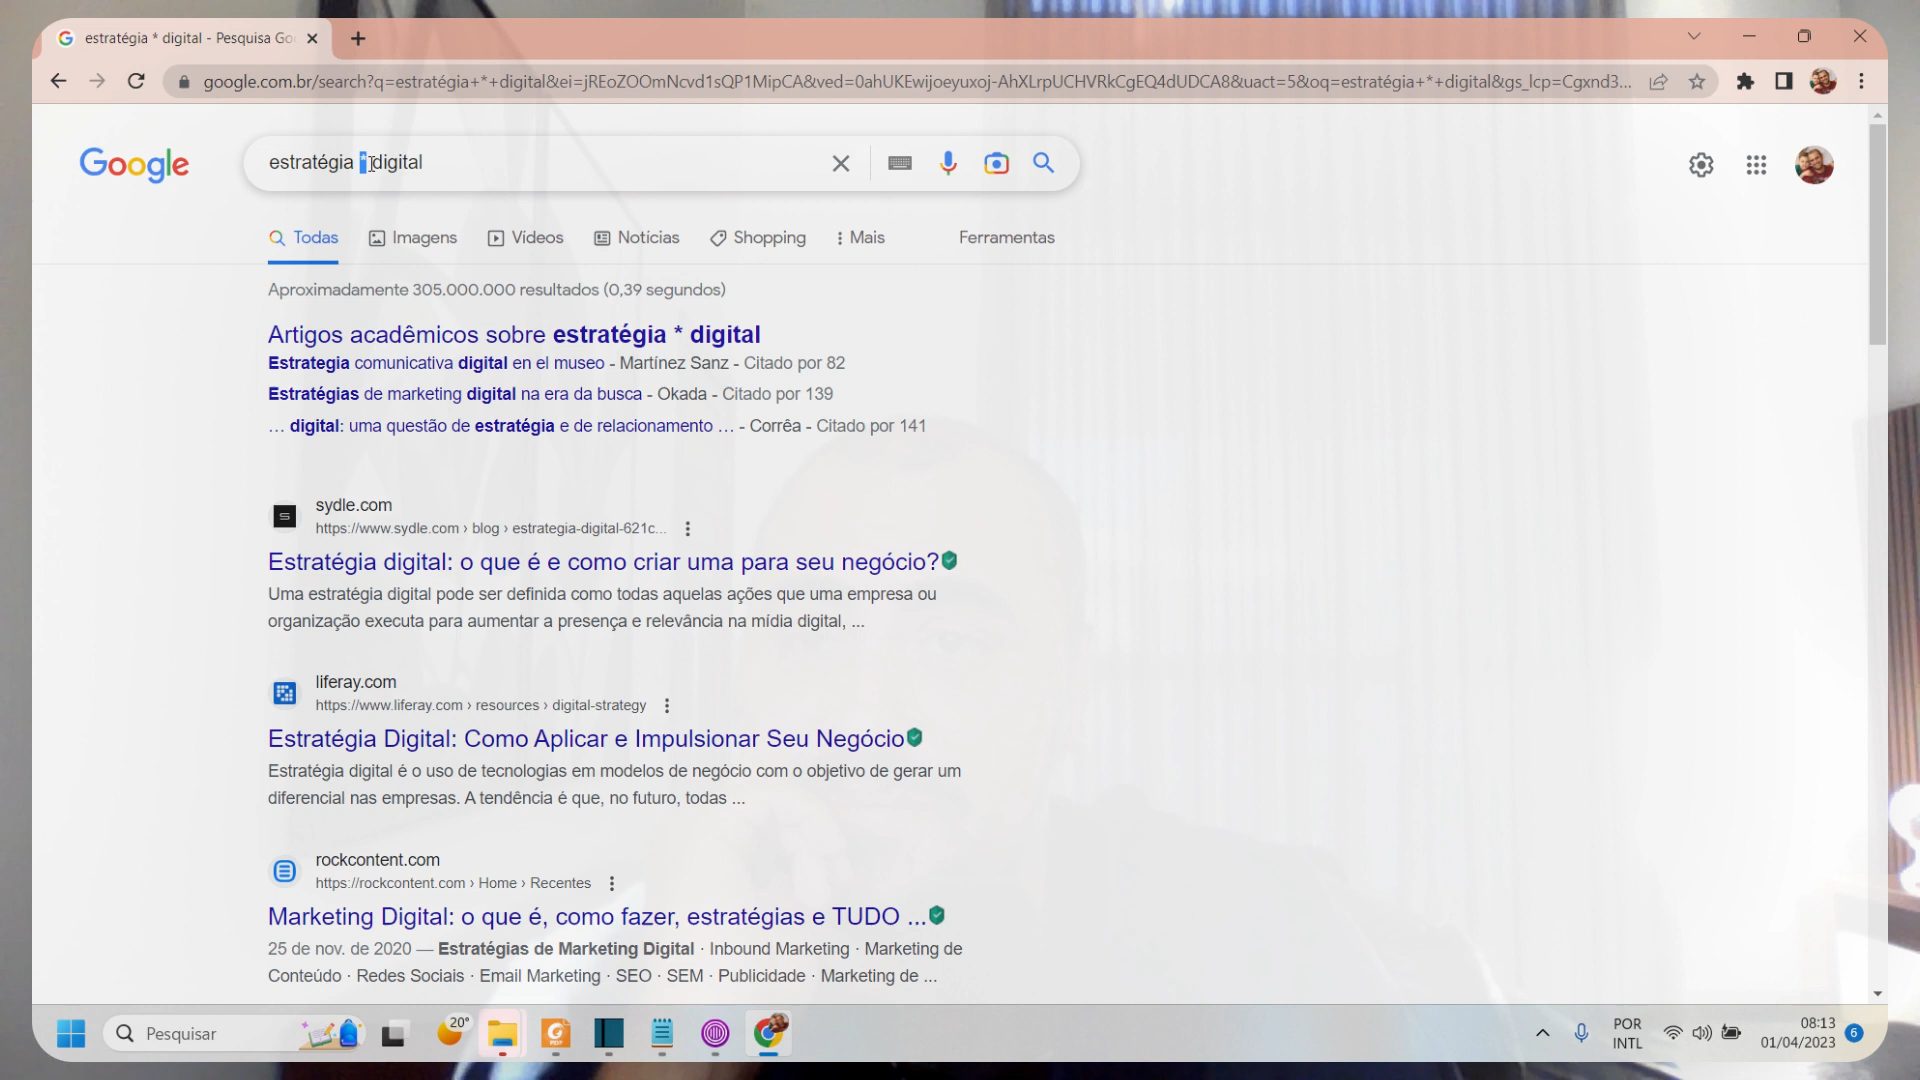 estratégia * digital - Pesquisa Go
google.com.br/search?q=estratégia+*+digital&ei=jREoZOOmNcvd1sQP1MipCA&ved=0ahUKEwijoeyuxoj-AhXLrpUCHVRkCgEQ4dUDCA8&uact=5&oq=estratégia+*+digital&gs_lcp=Cgxnd3...
Google
estratégia * digital
Todas
Imagens
Vídeos
Notícias
Shopping
Mais
Ferramentas
Aproximadamente 305.000.000 resultados (0,39 segundos)
Artigos acadêmicos sobre estratégia * digital
Estrategia comunicativa digital en el museo - Martínez Sanz - Citado por 82
Estratégias de marketing digital na era da busca - Okada - Citado por 139
... digital: uma questão de estratégia e de relacionamento ... - Corrêa - Citado por 141
sydle.com
https://www.sydle.com › blog › estrategia-digital-621c...
Estratégia digital: o que é e como criar uma para seu negócio?
Uma estratégia digital pode ser definida como todas aquelas ações que uma empresa ou
organização executa para aumentar a presença e relevância na mídia digital, ...
liferay.com
https://www.liferay.com › resources › digital-strategy
Estratégia Digital: Como Aplicar e Impulsionar Seu Negócio
Estratégia digital é o uso de tecnologias em modelos de negócio com o objetivo de gerar um
diferencial nas empresas. A tendência é que, no futuro, todas ...
rockcontent.com
https://rockcontent.com › Home › Recentes
Marketing Digital: o que é, como fazer, estratégias e TUDO ...
25 de nov. de 2020 — Estratégias de Marketing Digital · Inbound Marketing · Marketing de
Conteúdo · Redes Sociais · Email Marketing · SEO · SEM · Publicidade · Marketing de ...
Pesquisar
20°
PDF
POR
INTL
08:13
01/04/2023
6